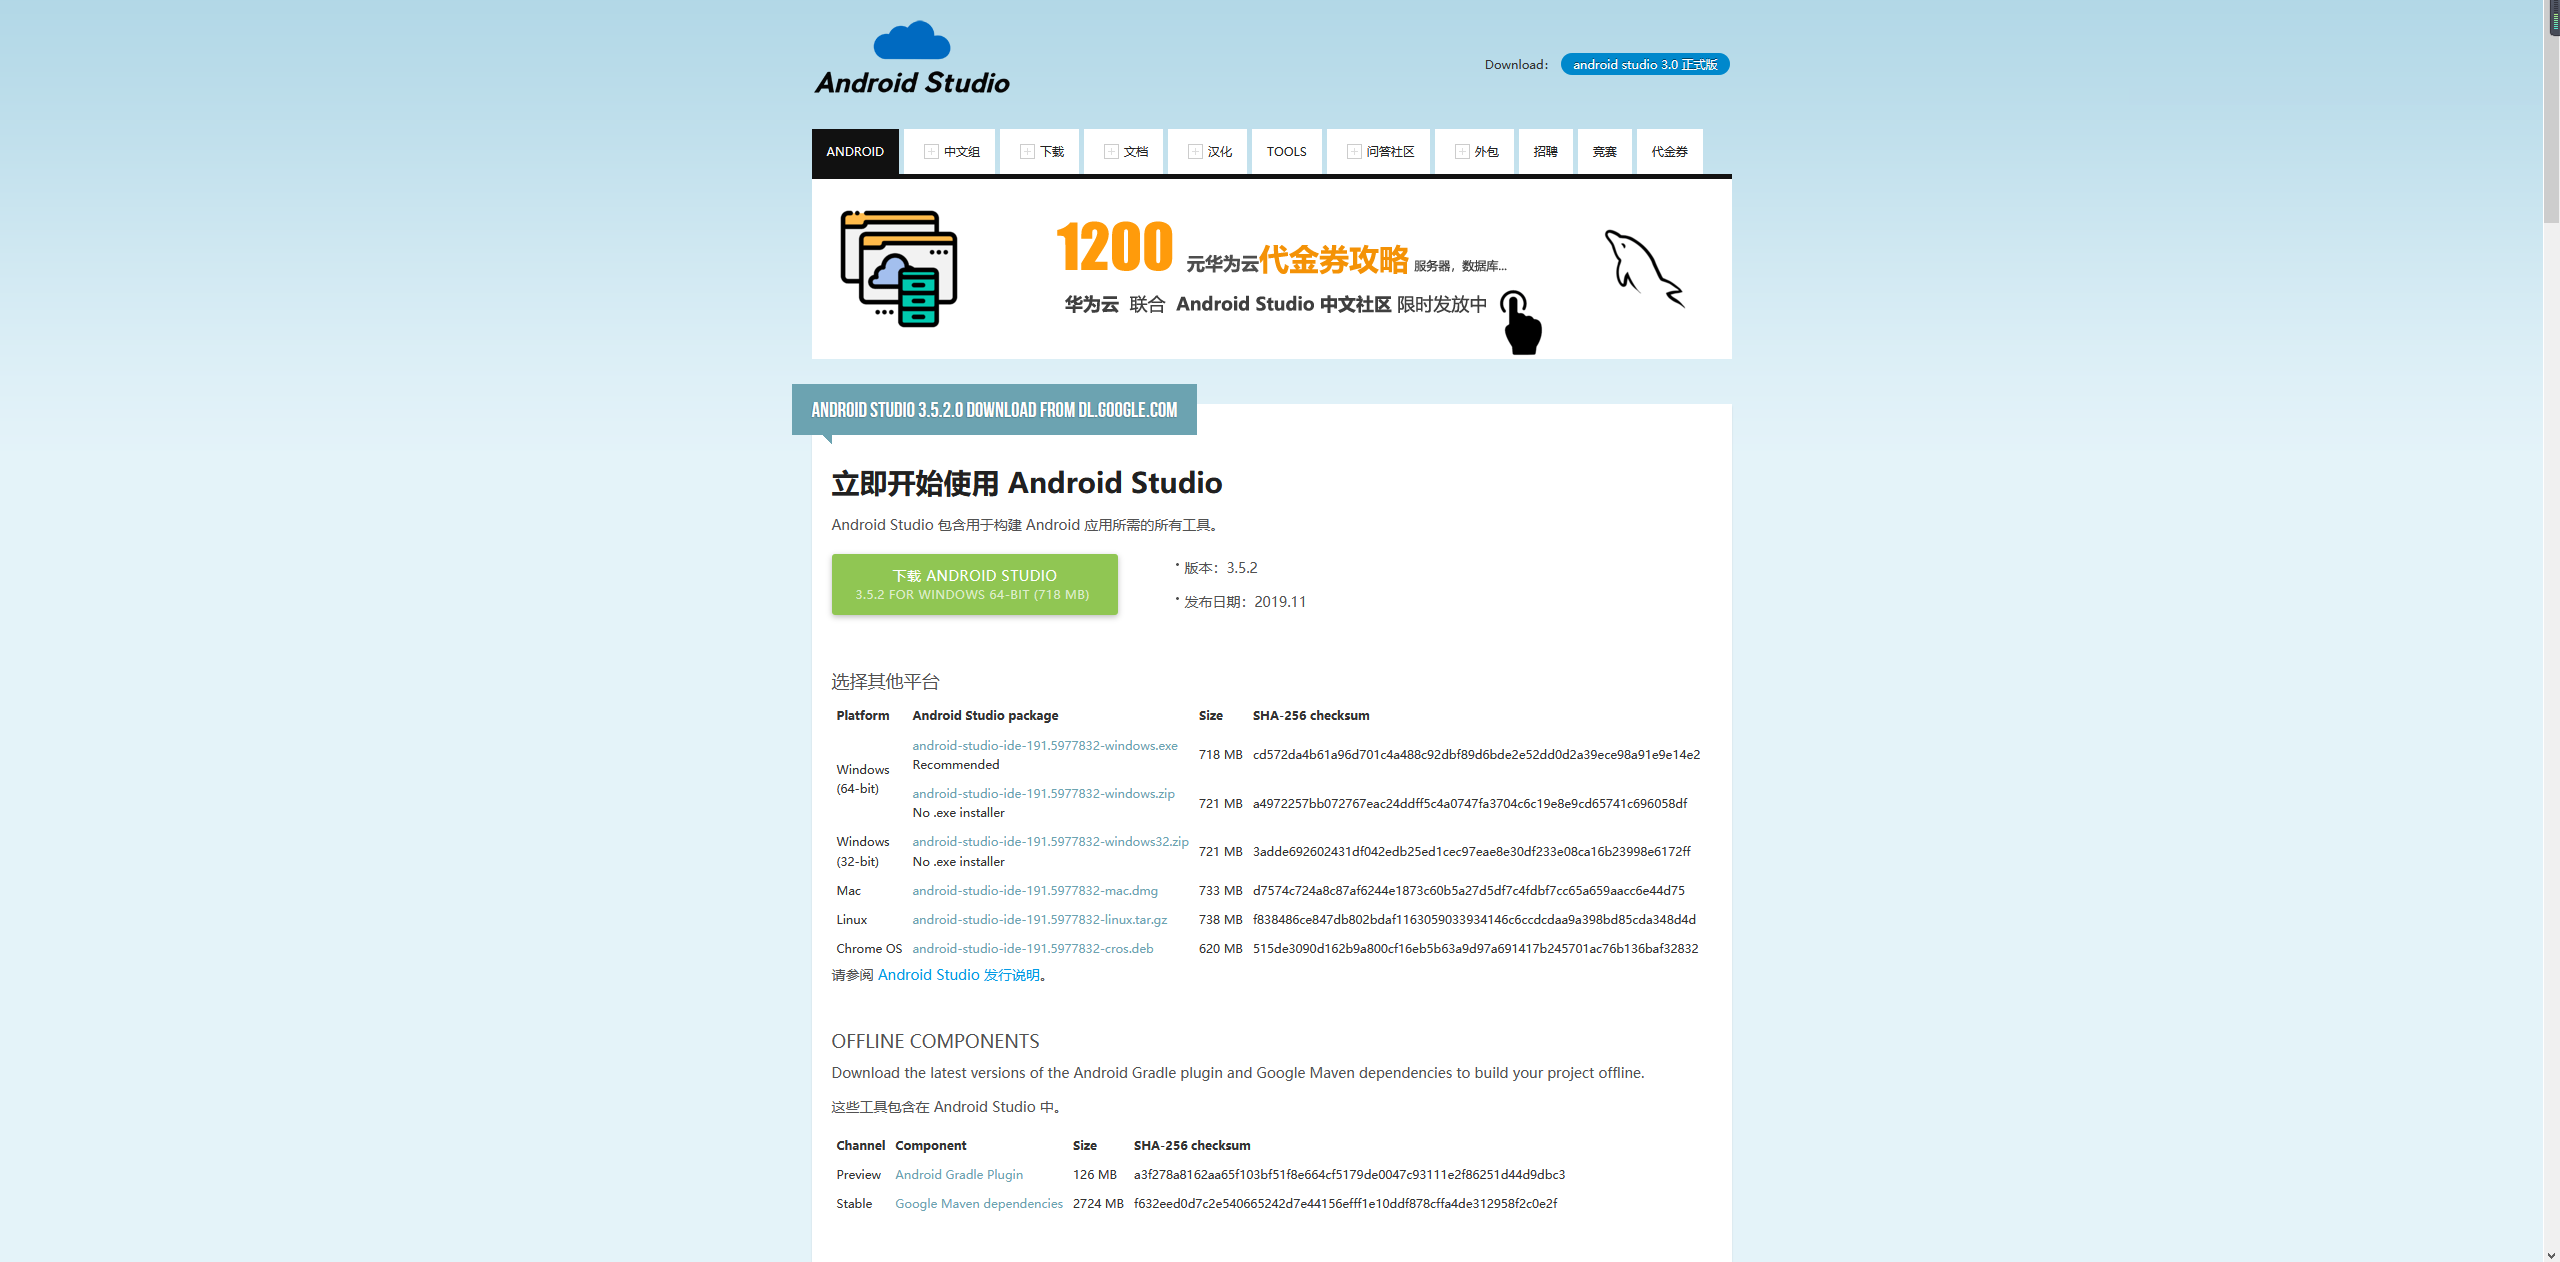 Android Studio
Download： android studio 3.0 正式版
ANDROID 中文组 下载 文档 汉化 TOOLS 问答社区 外包 招聘 竞赛 代金券
1200 元华为云代金券攻略 服务器，数据库...
华为云 联合 Android Studio 中文社区 限时发放中
ANDROID STUDIO 3.5.2.0 DOWNLOAD FROM DL.GOOGLE.COM
立即开始使用 Android Studio
Android Studio 包含用于构建 Android 应用所需的所有工具。
下载 ANDROID STUDIO
3.5.2 FOR WINDOWS 64-BIT (718 MB)
· 版本：3.5.2
· 发布日期：2019.11
选择其他平台
Platform Android Studio package Size SHA-256 checksum
Windows (64-bit) android-studio-ide-191.5977832-windows.exe
Recommended 718 MB cd572da4b61a96d701c4a488c92dbf89d6bde2e52dd0d2a39ece98a91e9e14e2
android-studio-ide-191.5977832-windows.zip
No .exe installer 721 MB a4972257bb072767eac24ddff5c4a0747fa3704c6c19e8e9cd65741c696058df
Windows (32-bit) android-studio-ide-191.5977832-windows32.zip
No .exe installer 721 MB 3adde692602431df042edb25ed1cec97eae8e30df233e08ca16b23998e6172ff
Mac android-studio-ide-191.5977832-mac.dmg 733 MB d7574c724a8c87af6244e1873c60b5a27d5df7c4fdbf7cc65a659aacc6e44d75
Linux android-studio-ide-191.5977832-linux.tar.gz 738 MB f838486ce847db802bdaf1163059033934146c6ccdcdaa9a398bd85cda348d4d
Chrome OS android-studio-ide-191.5977832-cros.deb 620 MB 515de3090d162b9a800cf16eb5b63a9d97a691417b245701ac76b136baf32832
请参阅 Android Studio 发行说明。
OFFLINE COMPONENTS
Download the latest versions of the Android Gradle plugin and Google Maven dependencies to build your project offline.
这些工具包含在 Android Studio 中。
Channel Component Size SHA-256 checksum
Preview Android Gradle Plugin 126 MB a3f278a8162aa65f103bf51f8e664cf5179de0047c93111e2f86251d44d9dbc3
Stable Google Maven dependencies 2724 MB f632eed0d7c2e540665242d7e44156efff1e10ddf878cffa4de312958f2c0e2f